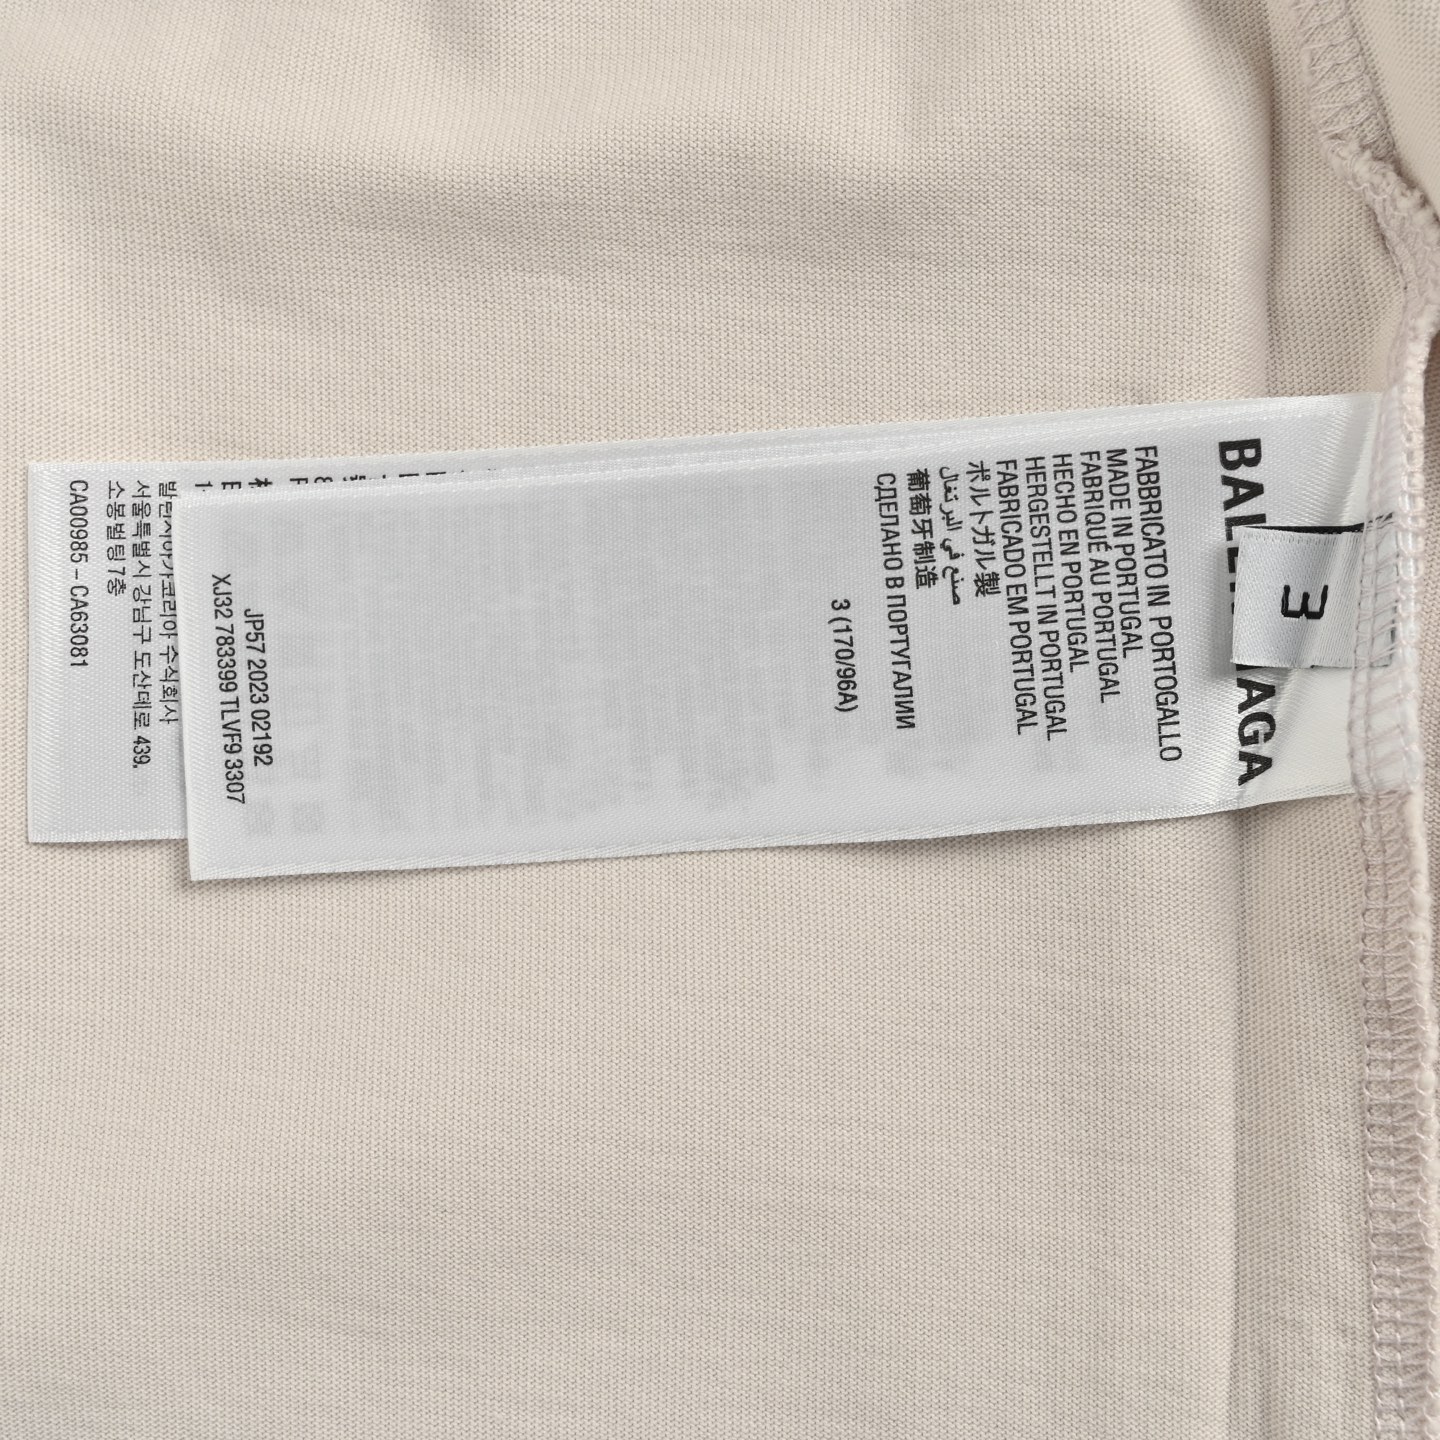 BAL
AGA
3
FABBRICATO IN PORTOGALLO
MADE IN PORTUGAL
FABRIQUÉ AU PORTUGAL
HECHO EN PORTUGAL
HERGESTELLT IN PORTUGAL
FABRICADO EM PORTUGAL
ポルトガル製
صنع في البرتغال
葡萄牙制造
СДЕЛАНО В ПОРТУГАЛИИ
3 (170/96A)
JP57 2023 02192
XJ32 783399 TLVF9 3307
발렌시아가코리아 주식회사
서울특별시 강남구 도산대로 439,
소봉빌딩 7층
CA00985 – CA63081